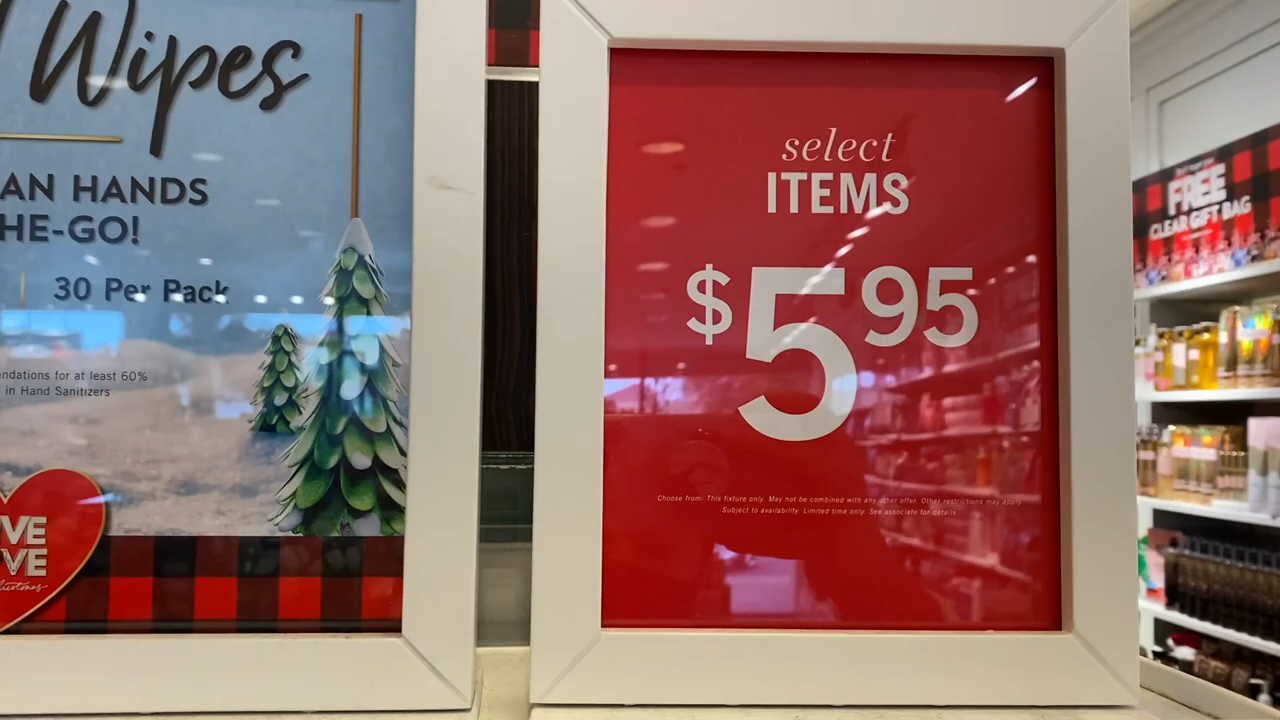 Wipes
AN HANDS
HE-GO!
30 Per Pack
ndations for at least 60%
in Hand Sanitizers
VE
VE
select
ITEMS
$5.95
Choose from: This fixture only. May not be combined with any other offer. Other restrictions may apply.
Subject to availability. Limited time only. See associate for details.
FREE
CLEAR GIFT BAG